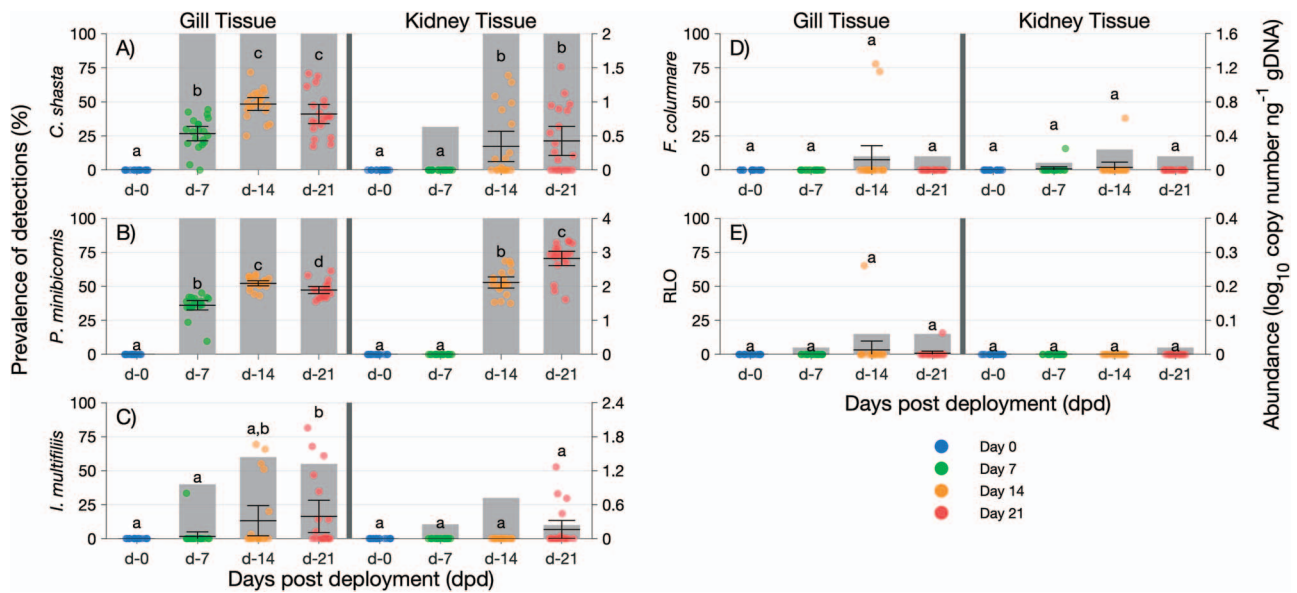 Gill Tissue Kidney Tissue
Gill Tissue Kidney Tissue
Prevalence of detections (%)
C. shasta
A)
100
75
50
25
0
a b c c a a b b
2
1.5
1
0.5
0
d-0 d-7 d-14 d-21 d-0 d-7 d-14 d-21
P. minibicornis
B)
100
75
50
25
0
a b c d a a b c
4
3
2
1
0
d-0 d-7 d-14 d-21 d-0 d-7 d-14 d-21
I. multifiliis
C)
100
75
50
25
0
a a a,b b a a a a
2.4
1.8
1.2
0.6
0
d-0 d-7 d-14 d-21 d-0 d-7 d-14 d-21
Days post deployment (dpd)
F. columnare
D)
100
75
50
25
0
a a a a a a a a
1.6
1.2
0.8
0.4
0
d-0 d-7 d-14 d-21 d-0 d-7 d-14 d-21
RLO
E)
100
75
50
25
0
a a a a a a a a
0.4
0.3
0.2
0.1
0
d-0 d-7 d-14 d-21 d-0 d-7 d-14 d-21
Days post deployment (dpd)
Abundance (log10 copy number ng-1 gDNA)
Day 0
Day 7
Day 14
Day 21